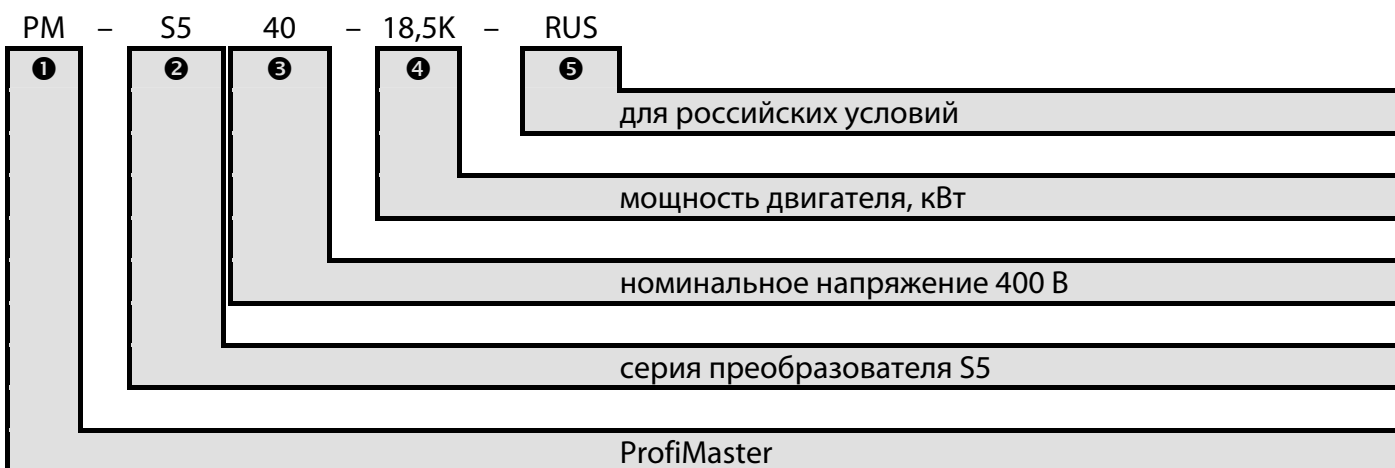 PM – S5 40 – 18,5K – RUS
❶ ❷ ❸ ❹ ❺
для российских условий
мощность двигателя, кВт
номинальное напряжение 400 В
серия преобразователя S5
ProfiMaster